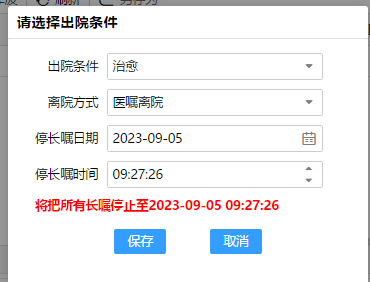 刷新
请选择出院条件
出院条件 治愈
离院方式 医嘱离院
停长嘱日期 2023-09-05
停长嘱时间 09:27:26
将把所有长嘱停止至2023-09-05 09:27:26
保存 取消